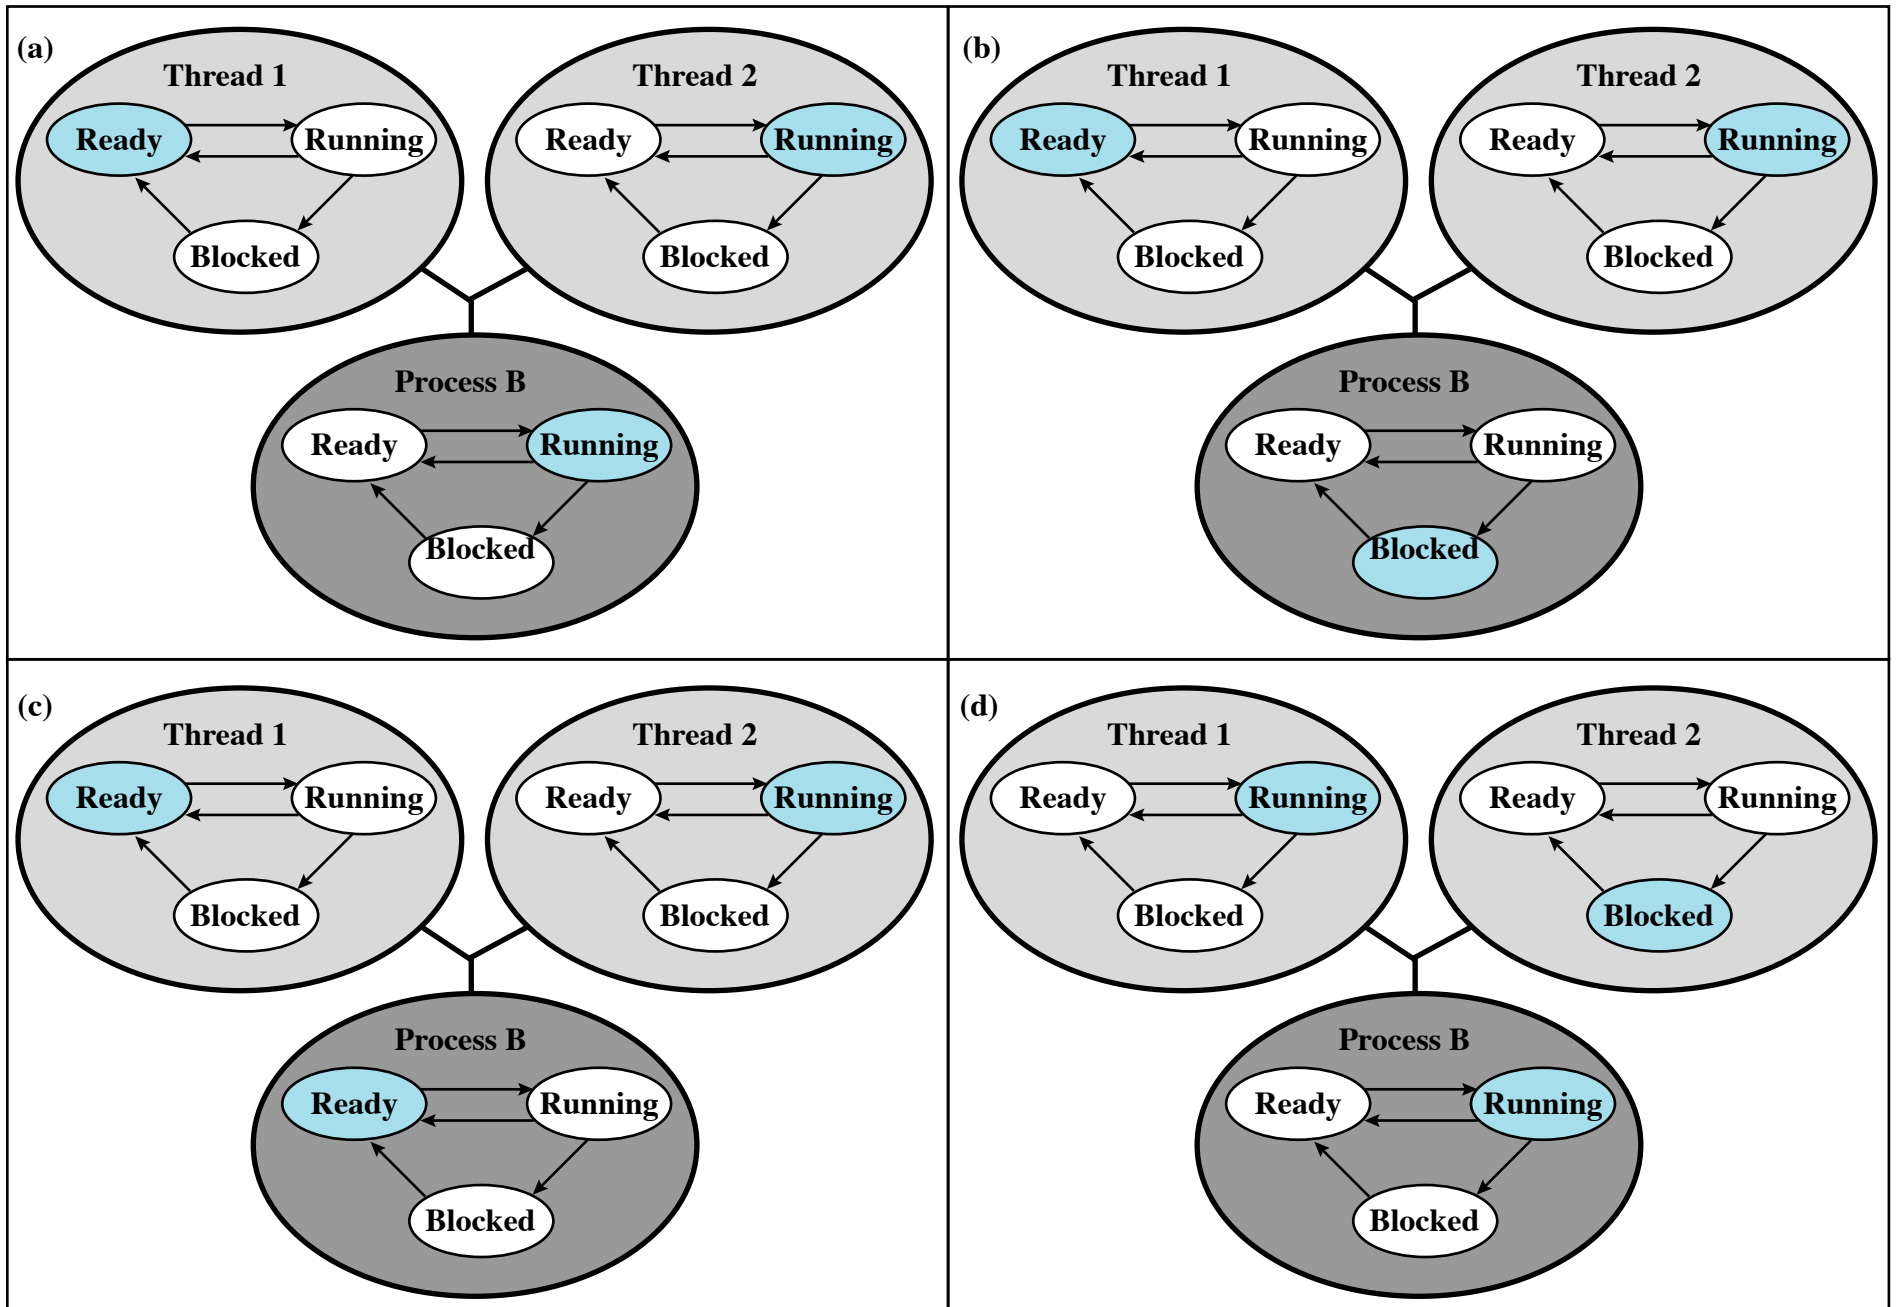 (a)
Thread 1
Ready
Running
Blocked
Thread 2
Ready
Running
Blocked
Process B
Ready
Running
Blocked
(b)
Thread 1
Ready
Running
Blocked
Thread 2
Ready
Running
Blocked
Process B
Ready
Running
Blocked
(c)
Thread 1
Ready
Running
Blocked
Thread 2
Ready
Running
Blocked
Process B
Ready
Running
Blocked
(d)
Thread 1
Ready
Running
Blocked
Thread 2
Ready
Running
Blocked
Process B
Ready
Running
Blocked